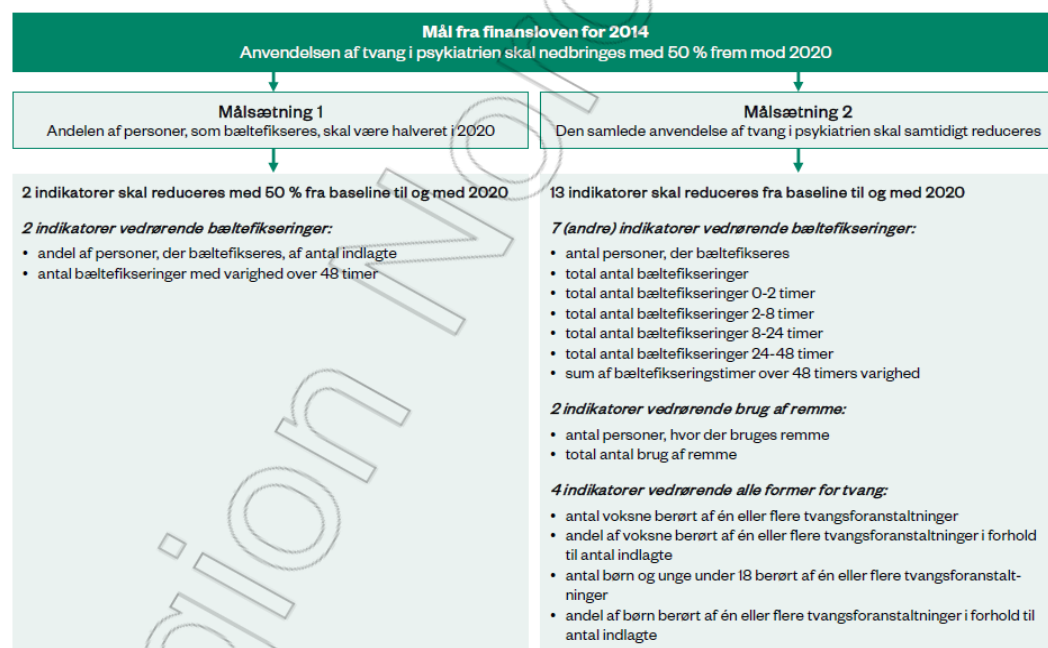 Mål fra finansloven for 2014
Anvendelsen af tvang i psykiatrien skal nedbringes med 50 % frem mod 2020
Målsætning 1
Andelen af personer, som bæltefikseres, skal være halveret i 2020
2 indikatorer skal reduceres med 50 % fra baseline til og med 2020
2 indikatorer vedrørende bæltefikseringer:
• andel af personer, der bæltefikseres, af antal indlagte
• antal bæltefikseringer med varighed over 48 timer
Målsætning 2
Den samlede anvendelse af tvang i psykiatrien skal samtidigt reduceres
13 indikatorer skal reduceres fra baseline til og med 2020
7 (andre) indikatorer vedrørende bæltefikseringer:
• antal personer, der bæltefikseres
• total antal bæltefikseringer
• total antal bæltefikseringer 0-2 timer
• total antal bæltefikseringer 2-8 timer
• total antal bæltefikseringer 8-24 timer
• total antal bæltefikseringer 24-48 timer
• sum af bæltefikseringstimer over 48 timers varighed
2 indikatorer vedrørende brug af remme:
• antal personer, hvor der bruges remme
• total antal brug af remme
4 indikatorer vedrørende alle former for tvang:
• antal voksne berørt af én eller flere tvangsforanstaltninger
• andel af voksne berørt af én eller flere tvangsforanstaltninger i forhold
til antal indlagte
• antal børn og unge under 18 berørt af én eller flere tvangsforanstalt-
ninger
• andel af børn berørt af én eller flere tvangsforanstaltninger i forhold til
antal indlagte
gion Nor